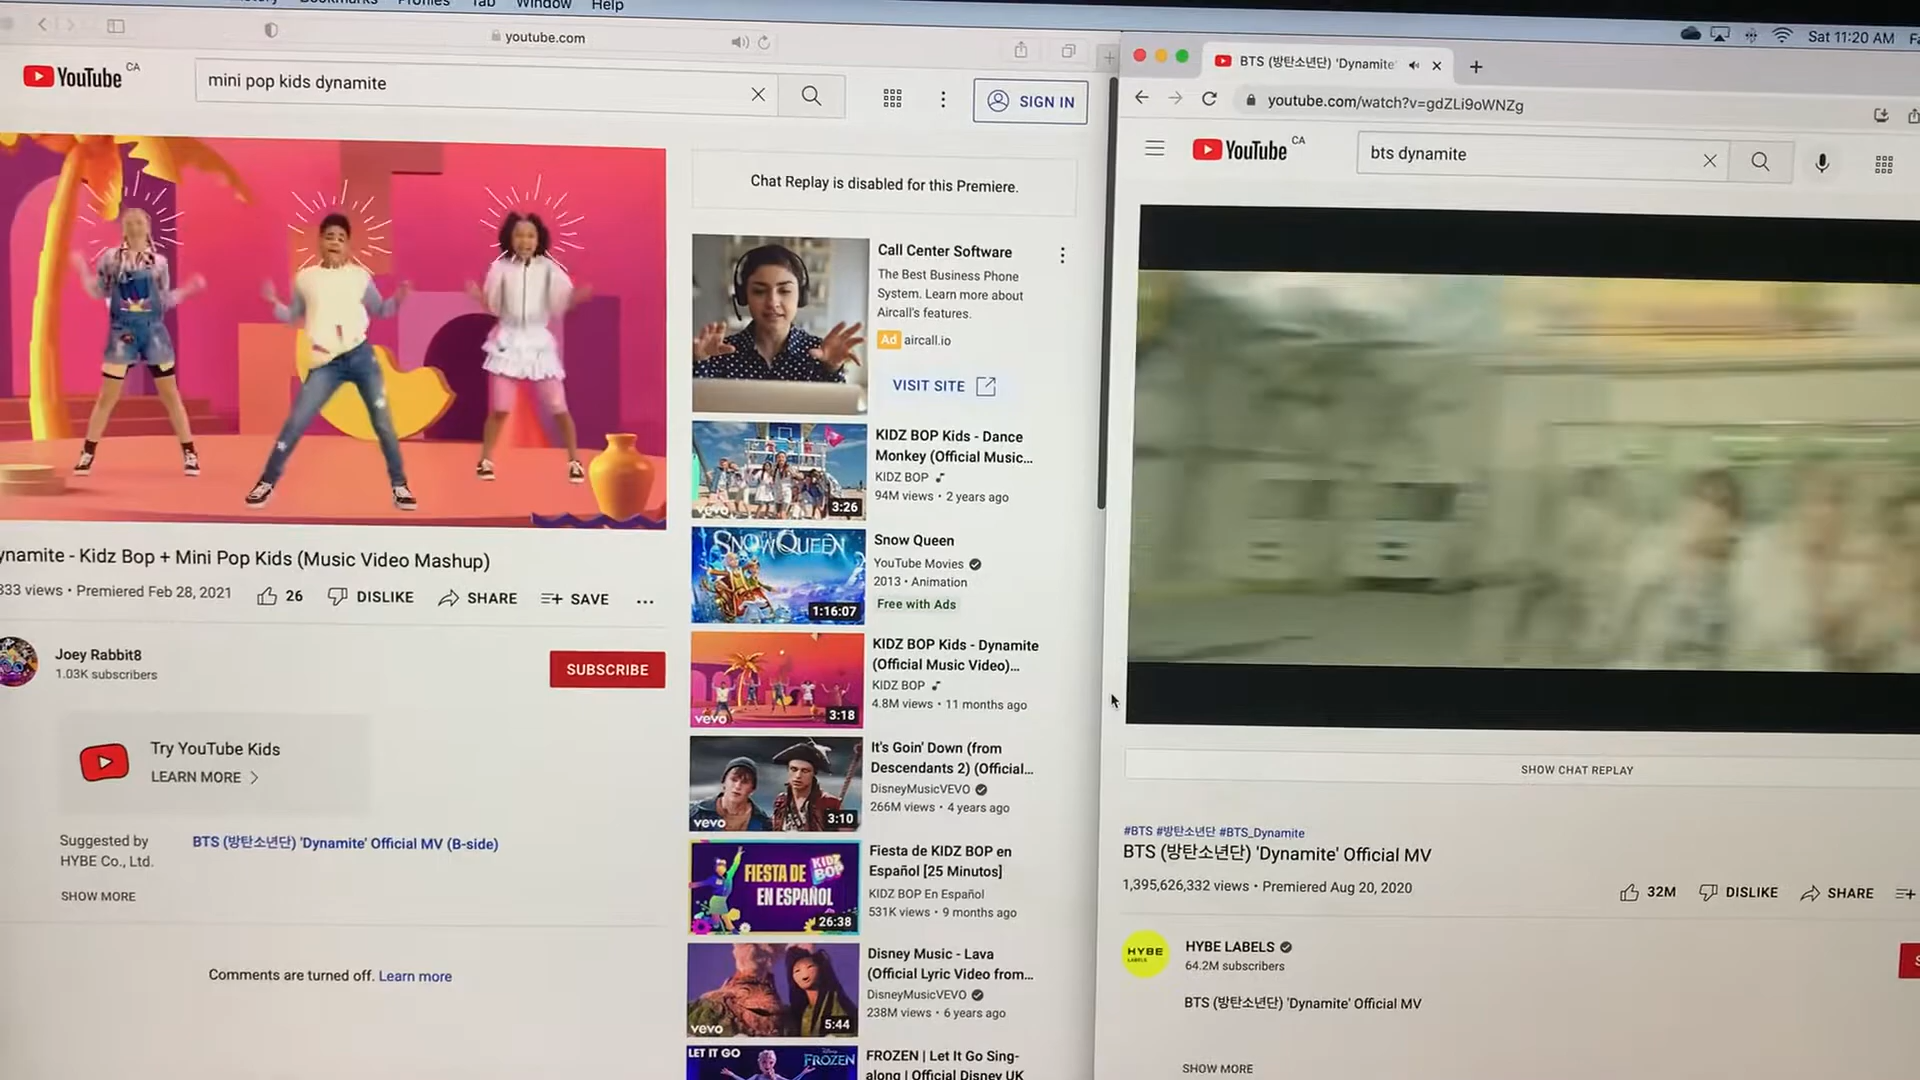 Bookmarks Profiles Tab Window Help
Sat 11:20 AM
youtube.com
YouTube CA
mini pop kids dynamite
SIGN IN
Chat Replay is disabled for this Premiere.
Call Center Software
The Best Business Phone
System. Learn more about
Aircall's features.
Ad aircall.io
VISIT SITE
KIDZ BOP Kids - Dance
Monkey (Official Music...
KIDZ BOP
94M views • 2 years ago
vevo
3:26
SNOW QUEEN
1:16:07
Snow Queen
YouTube Movies
2013 • Animation
Free with Ads
KIDZ BOP Kids - Dynamite
(Official Music Video)...
KIDZ BOP
4.8M views • 11 months ago
vevo
3:18
It's Goin' Down (from
Descendants 2) (Official...
DisneyMusicVEVO
266M views • 4 years ago
vevo
3:10
FIESTA DE KIDZ BOP
EN ESPAÑOL
26:38
Fiesta de KIDZ BOP en
Español [25 Minutos]
KIDZ BOP En Español
531K views • 9 months ago
Disney Music - Lava
(Official Lyric Video from...
DisneyMusicVEVO
238M views • 6 years ago
vevo
5:44
LET IT GO
Disney FROZEN
FROZEN | Let It Go Sing-
along | Official Disney UK
ynamite - Kidz Bop + Mini Pop Kids (Music Video Mashup)
333 views • Premiered Feb 28, 2021
26
DISLIKE
SHARE
SAVE
Joey Rabbit8
1.03K subscribers
SUBSCRIBE
Try YouTube Kids
LEARN MORE
Suggested by
HYBE Co., Ltd.
BTS (방탄소년단) 'Dynamite' Official MV (B-side)
SHOW MORE
Comments are turned off. Learn more
BTS (방탄소년단) 'Dynamite'
youtube.com/watch?v=gdZLi9oWNZg
YouTube CA
bts dynamite
SHOW CHAT REPLAY
#BTS #방탄소년단 #BTS_Dynamite
BTS (방탄소년단) 'Dynamite' Official MV
1,395,626,332 views • Premiered Aug 20, 2020
32M
DISLIKE
SHARE
HYBE LABELS
HYBE LABELS
64.2M subscribers
BTS (방탄소년단) 'Dynamite' Official MV
SHOW MORE